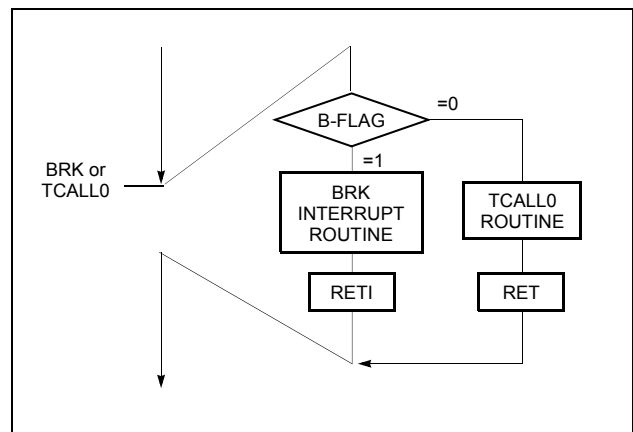 =0
B-FLAG
=1
BRK or
TCALL0
BRK
INTERRUPT
ROUTINE
TCALL0
ROUTINE
RETI
RET